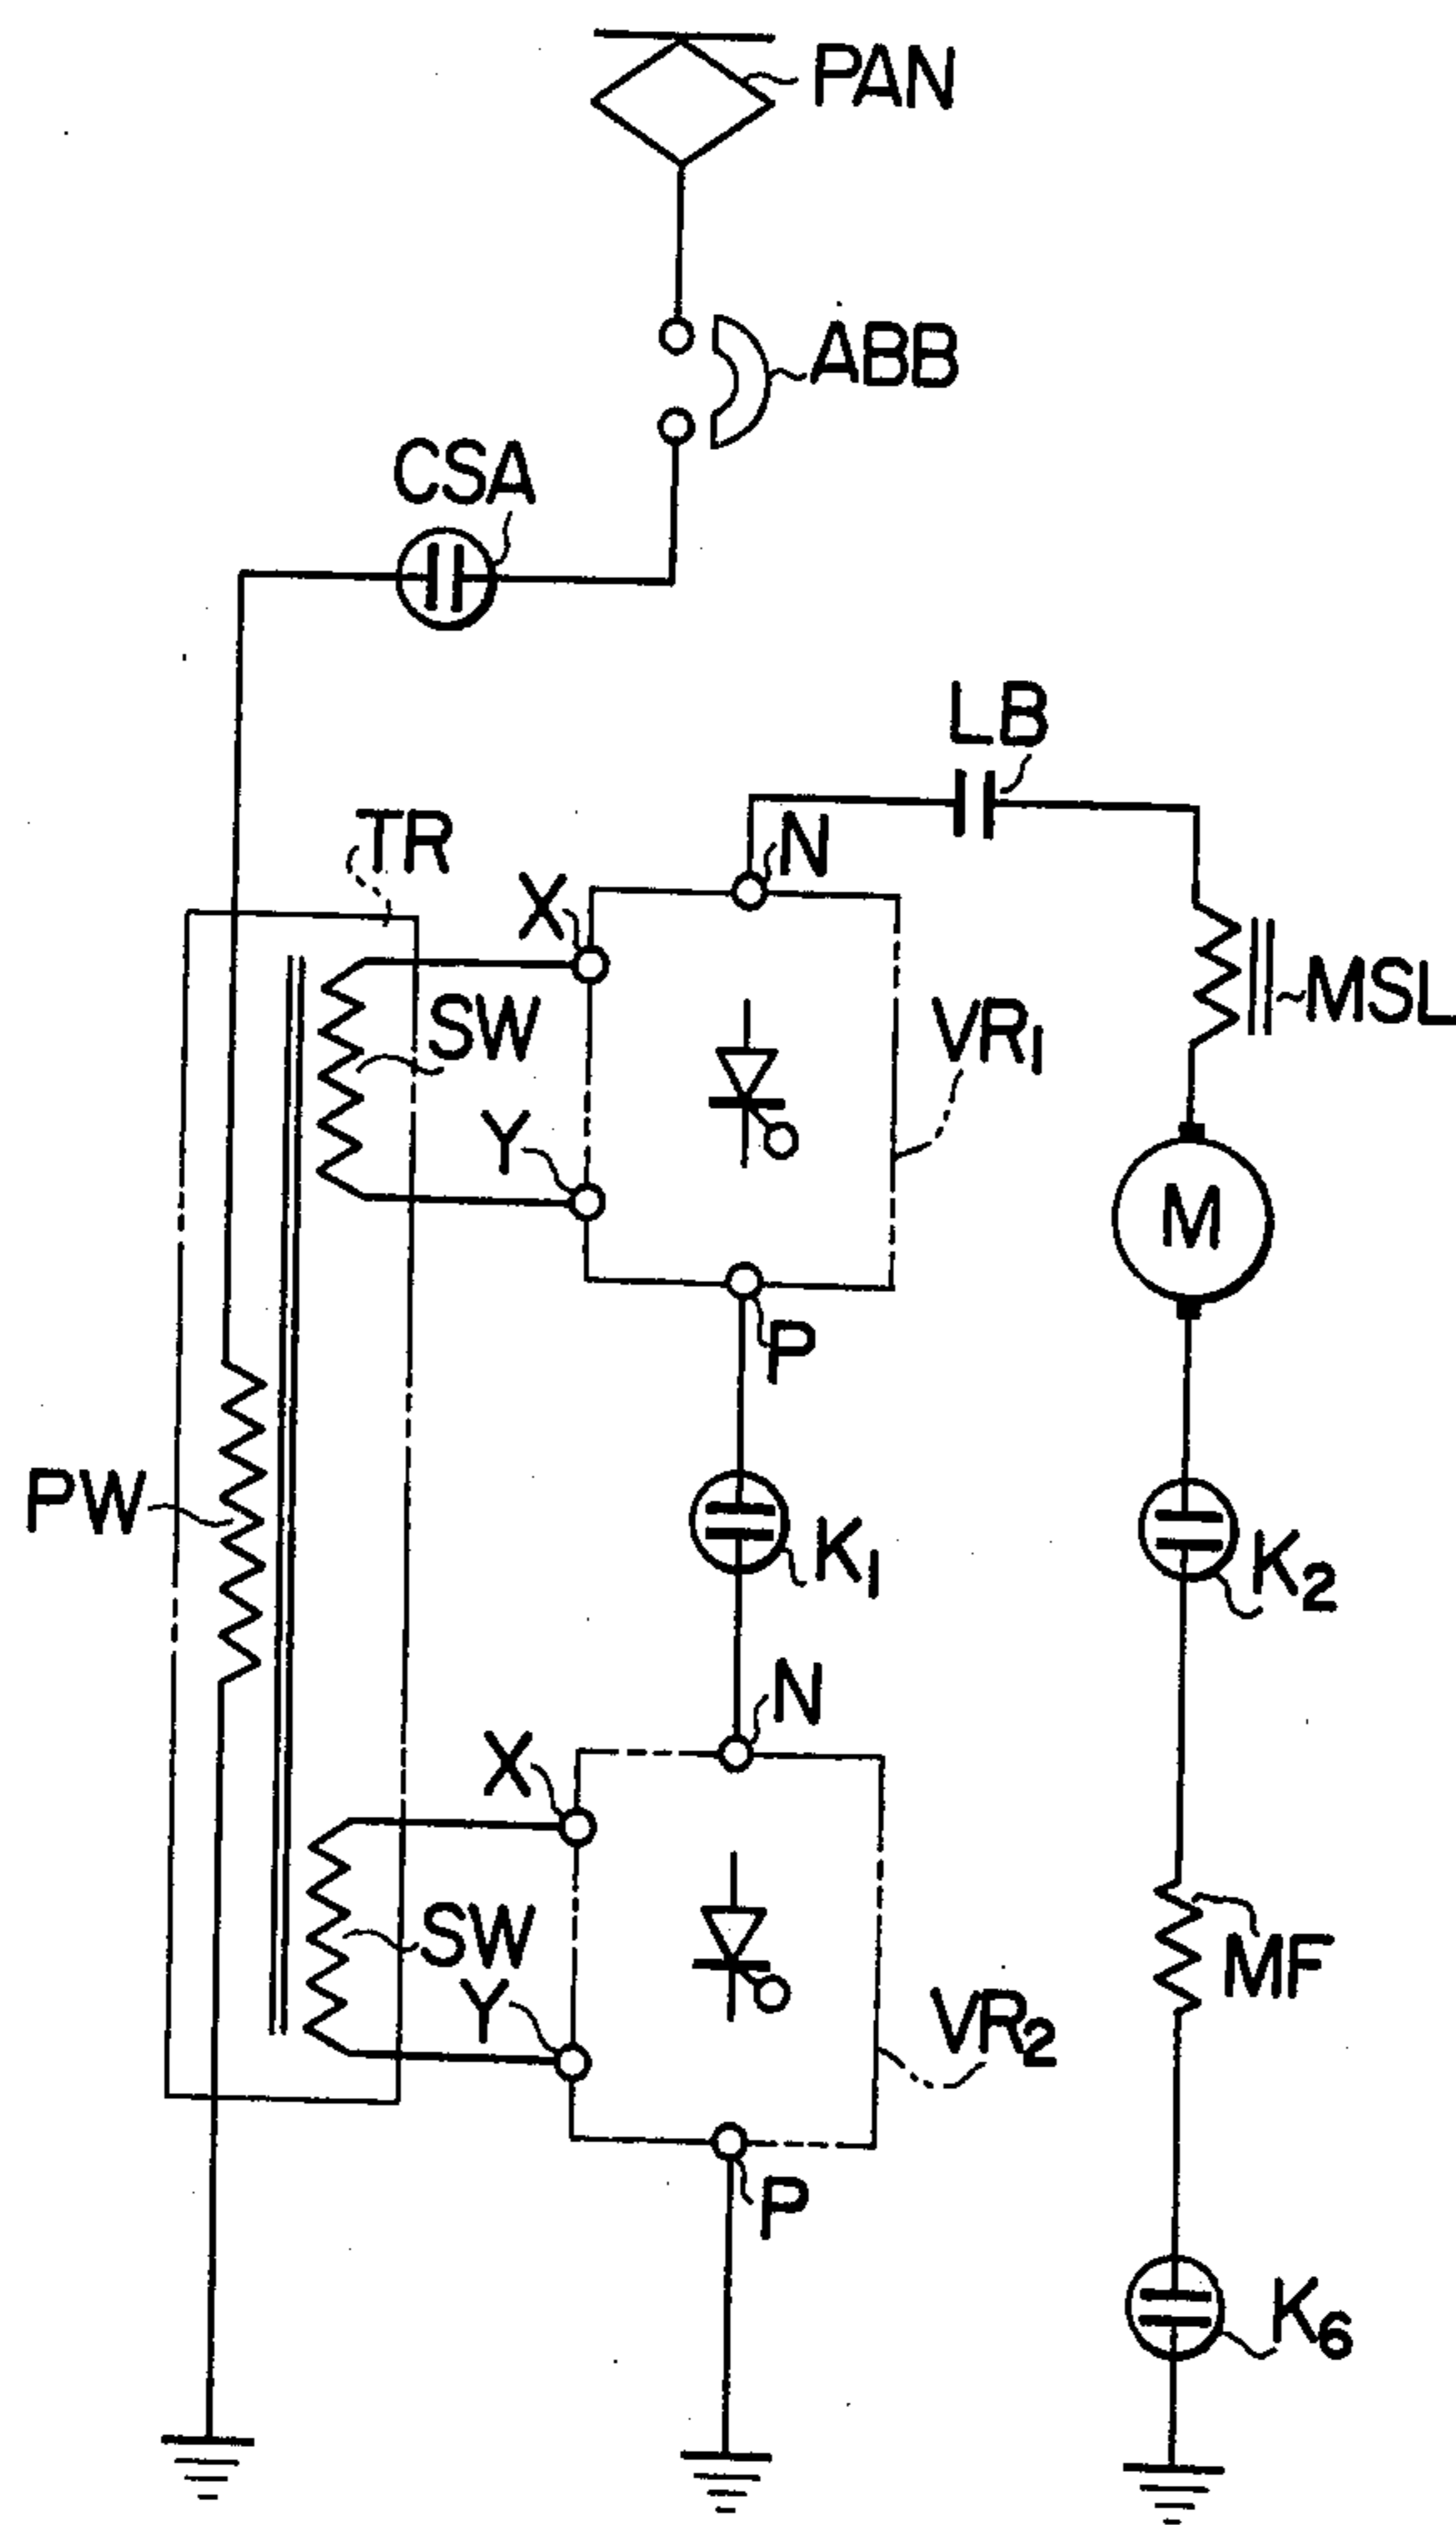 PAN
ABB
CSA
LB
TR
N
X
SW
VR1
MSL
Y
M
P
PW
K1
K2
N
X
SW
MF
Y
VR2
P
K6